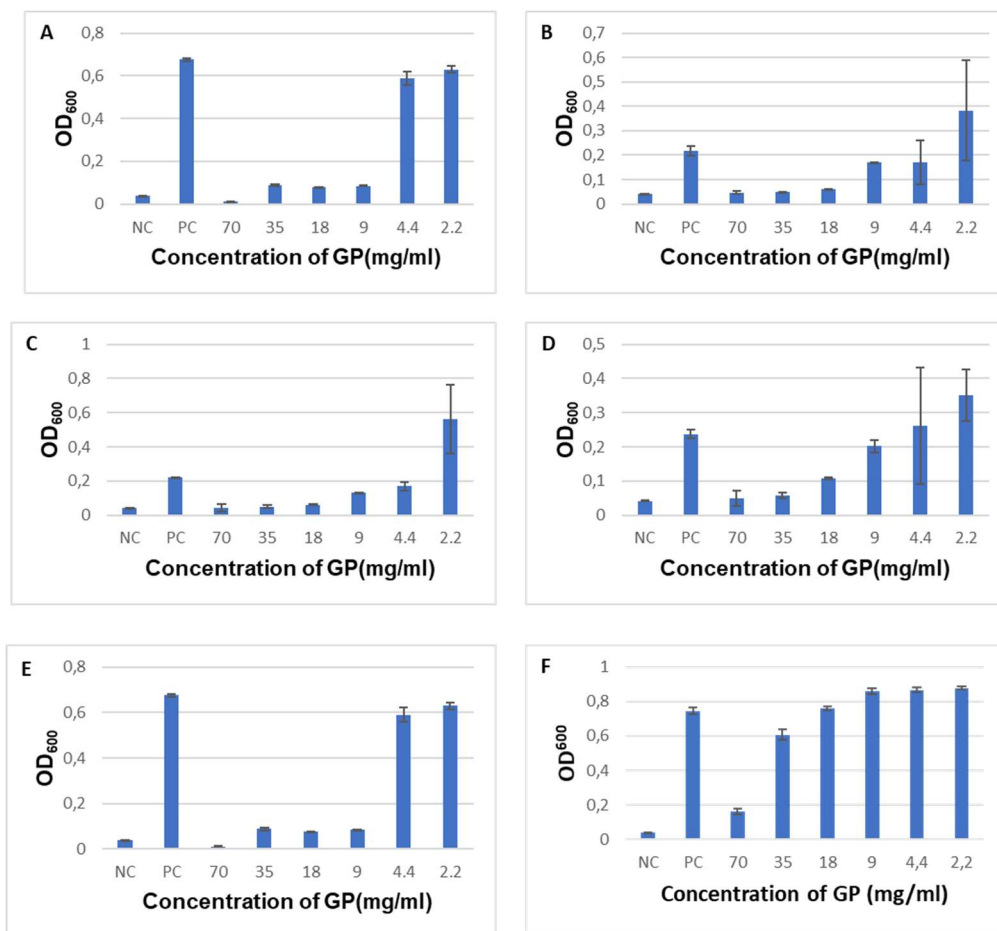 A
0,8
0,6
0,4
0,2
0
OD600
NC PC 70 35 18 9 4.4 2.2
Concentration of GP(mg/ml)
B
0,7
0,6
0,5
0,4
0,3
0,2
0,1
0
OD600
NC PC 70 35 18 9 4.4 2.2
Concentration of GP(mg/ml)
C
1
0,8
0,6
0,4
0,2
0
OD600
NC PC 70 35 18 9 4.4 2.2
Concentration of GP(mg/ml)
D
0,5
0,4
0,3
0,2
0,1
0
OD600
NC PC 70 35 18 9 4.4 2.2
Concentration of GP(mg/ml)
E
0,8
0,6
0,4
0,2
0
OD600
NC PC 70 35 18 9 4.4 2.2
Concentration of GP(mg/ml)
F
1
0,8
0,6
0,4
0,2
0
OD600
NC PC 70 35 18 9 4,4 2,2
Concentration of GP (mg/ml)